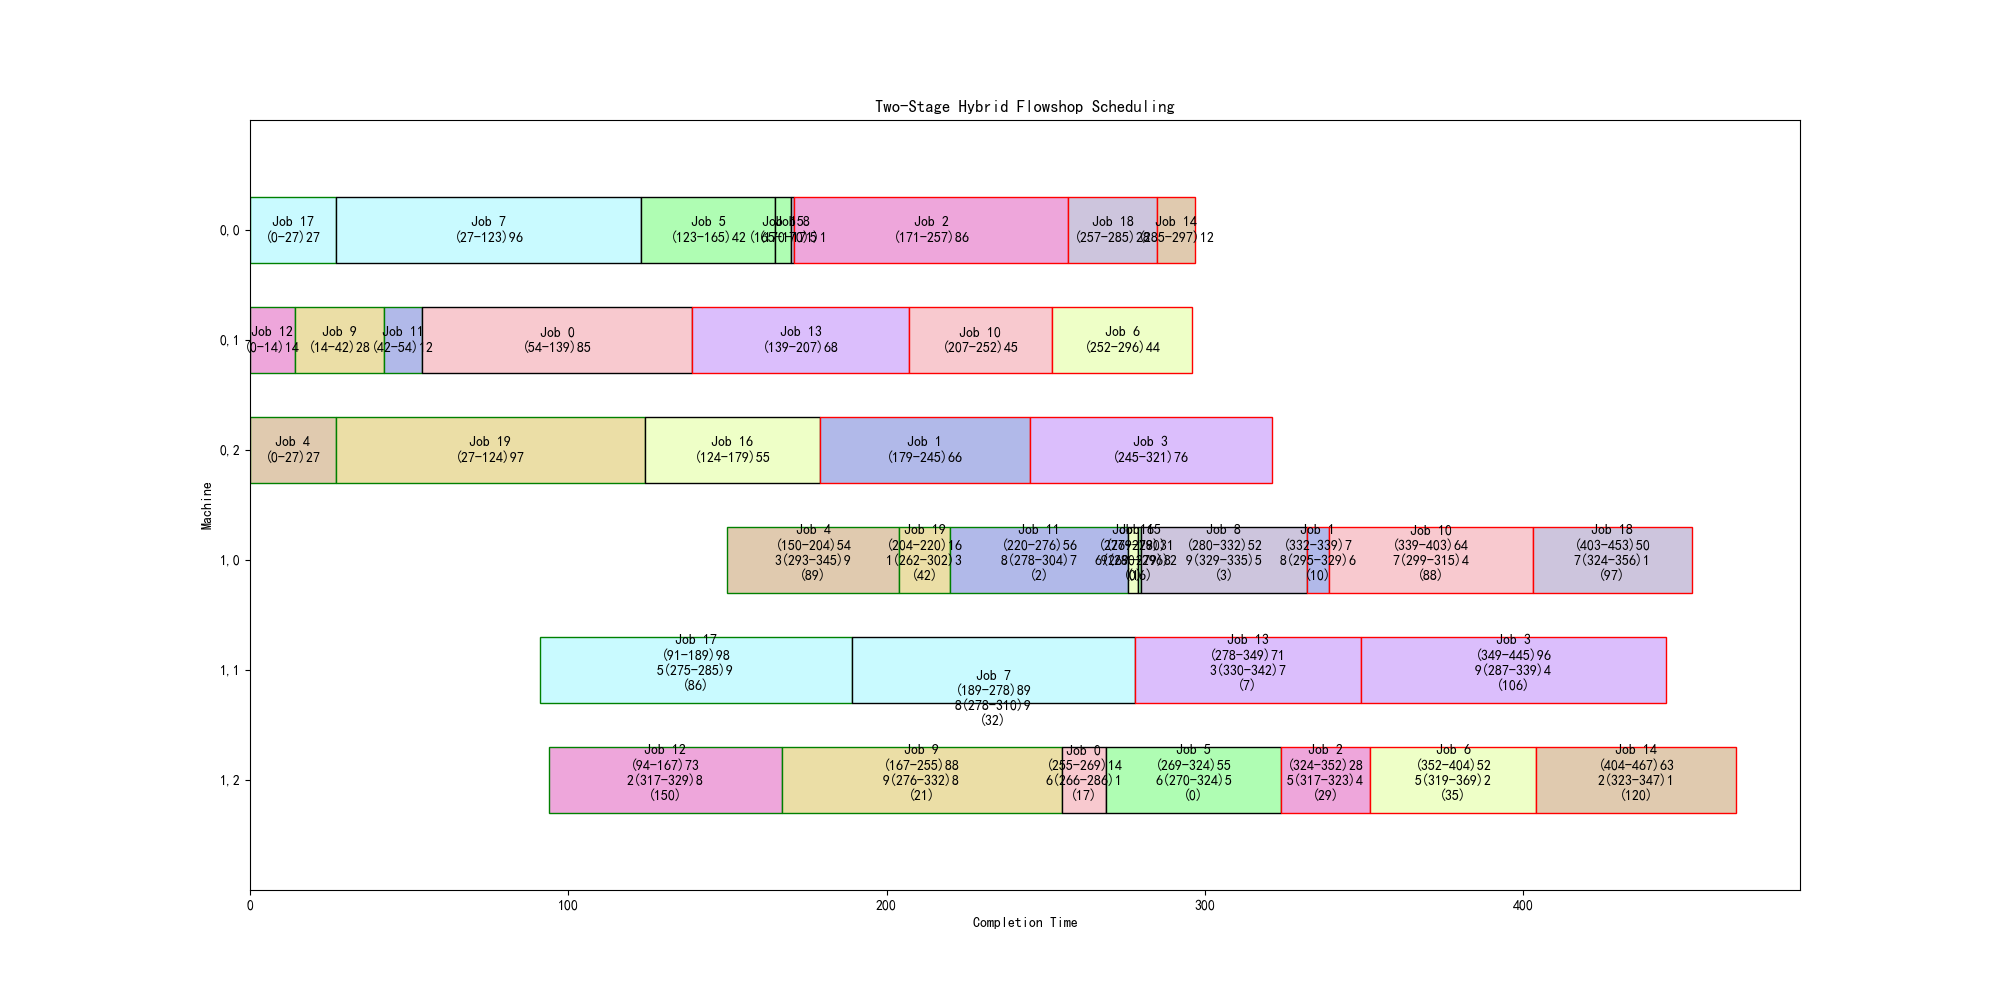 Two-Stage Hybrid Flowshop Scheduling
0,0
Job 17
(0-27)27
Job 7
(27-123)96
Job 5
(123-165)42
Job 2
(171-257)86
Job 18
(257-285)28
Job 14
(285-297)12
0,1
Job 12
(0-14)14
Job 9
(14-42)28
Job 11
(42-54)12
Job 0
(54-139)85
Job 13
(139-207)68
Job 10
(207-252)45
Job 6
(252-296)44
0,2
Job 4
(0-27)27
Job 19
(27-124)97
Job 16
(124-179)55
Job 1
(179-245)66
Job 3
(245-321)76
Machine
1,0
Job 4
(150-204)54
3(293-345)9
(89)
Job 19
(204-220)16
1(262-302)3
(42)
Job 11
(220-276)56
8(278-304)7
(2)
Job 8
(280-332)52
9(329-335)5
(3)
Job 1
(332-339)7
8(295-329)6
(10)
Job 10
(339-403)64
7(299-315)4
(88)
Job 18
(403-453)50
7(324-356)1
(97)
1,1
Job 17
(91-189)98
5(275-285)9
(86)
Job 7
(189-278)89
8(278-310)9
(32)
Job 13
(278-349)71
3(330-342)7
(7)
Job 3
(349-445)96
9(287-339)4
(106)
1,2
Job 12
(94-167)73
2(317-329)8
(150)
Job 9
(167-255)88
9(276-332)8
(21)
Job 0
(255-269)14
6(266-286)1
(17)
Job 5
(269-324)55
6(270-324)5
(0)
Job 2
(324-352)28
5(317-323)4
(29)
Job 6
(352-404)52
5(319-369)2
(35)
Job 14
(404-467)63
2(323-347)1
(120)
0
100
200
300
400
Completion Time